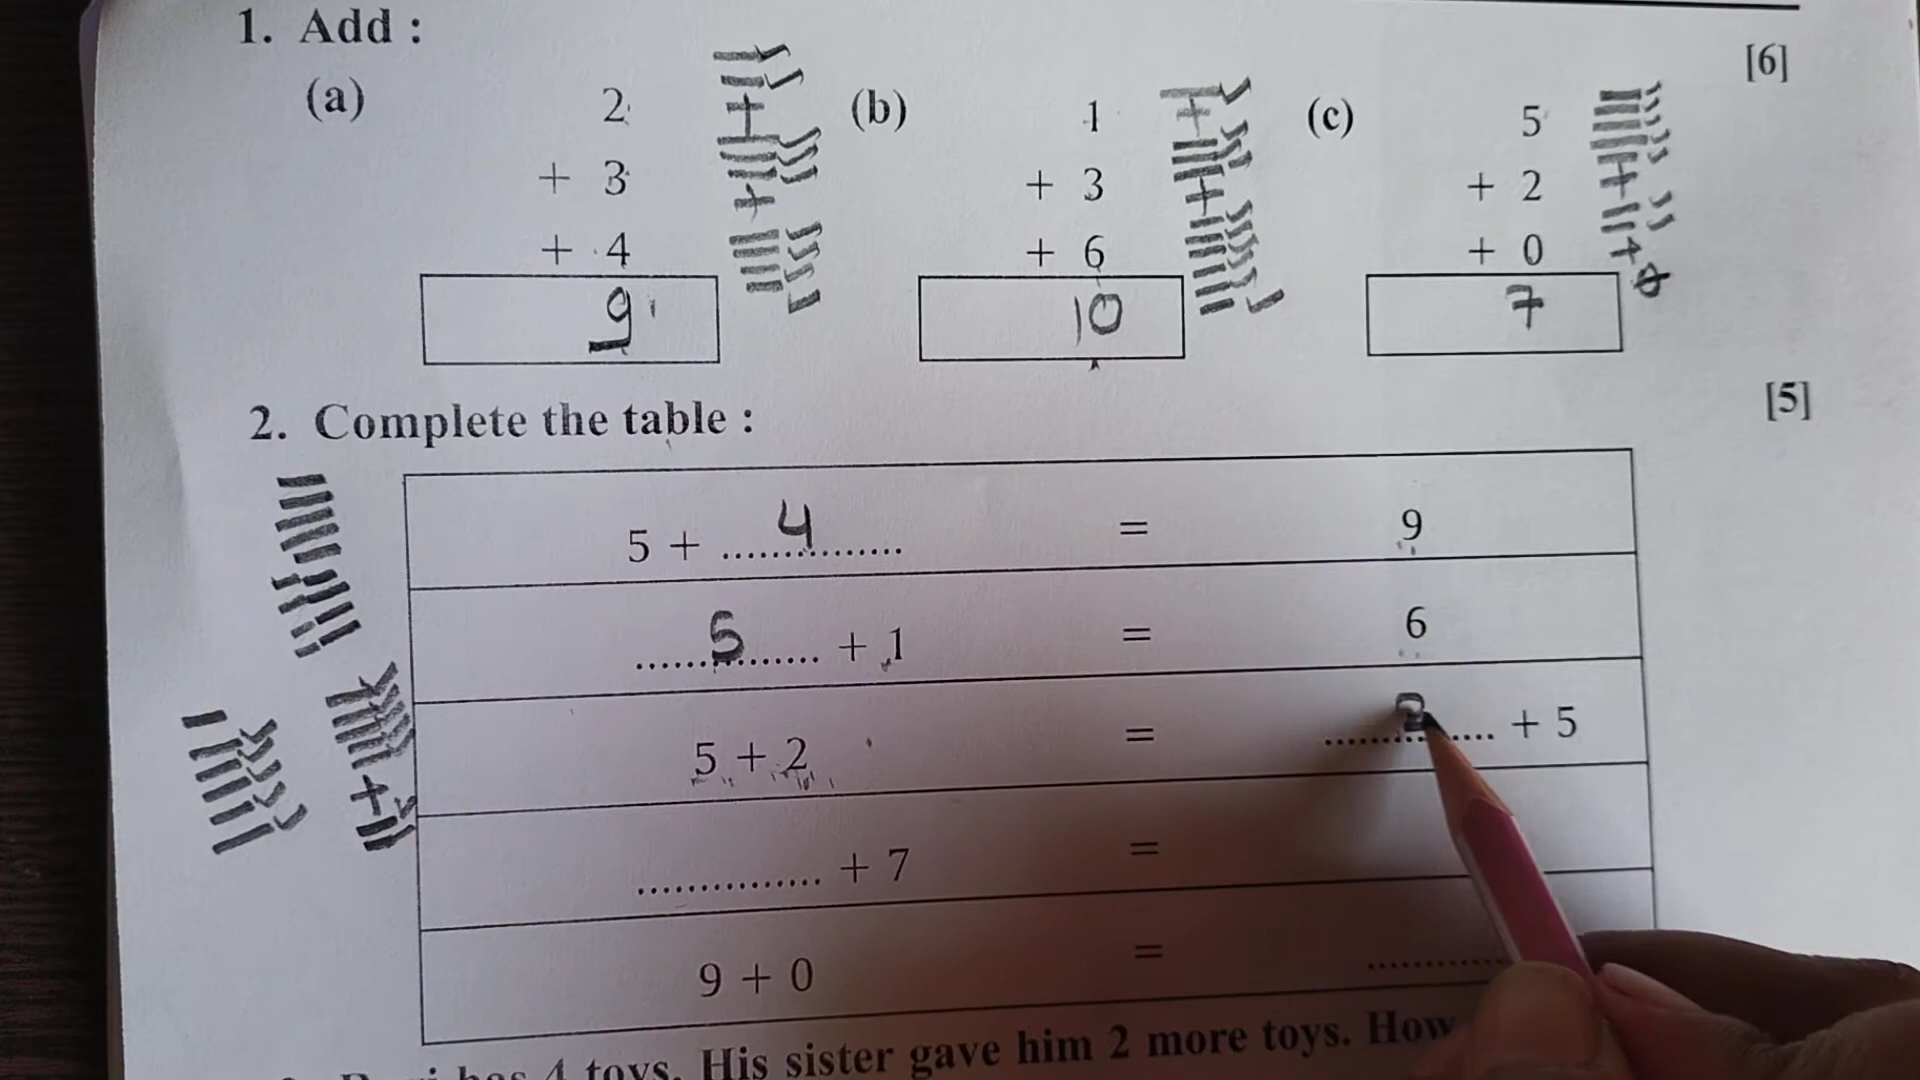 1. Add : [6]
(a) 2 (b) 1 (c) 5
+ 3 + 3 + 2
+ 4 + 6 + 0
9 10 7
2. Complete the table : [5]
5 + 4 = 9
5 + 1 = 6
5 + 2 = 2 + 5
............... + 7 =
9 + 0 = ............
has 4 toys. His sister gave him 2 more toys. How